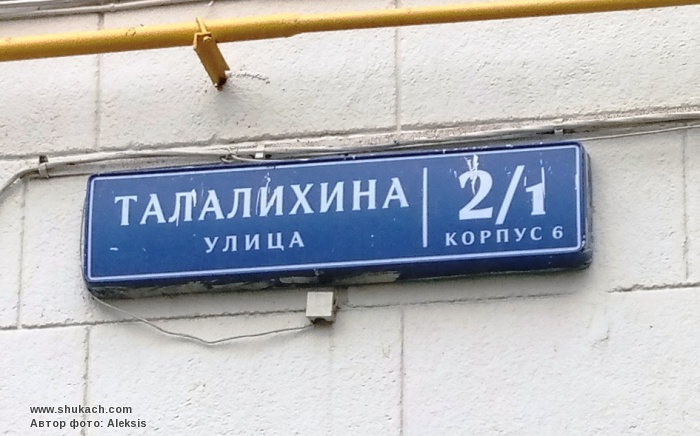 ТАЛАЛИХИНА
УЛИЦА
2/1
КОРПУС 6
www.shukach.com
Автор фото: Aleksis